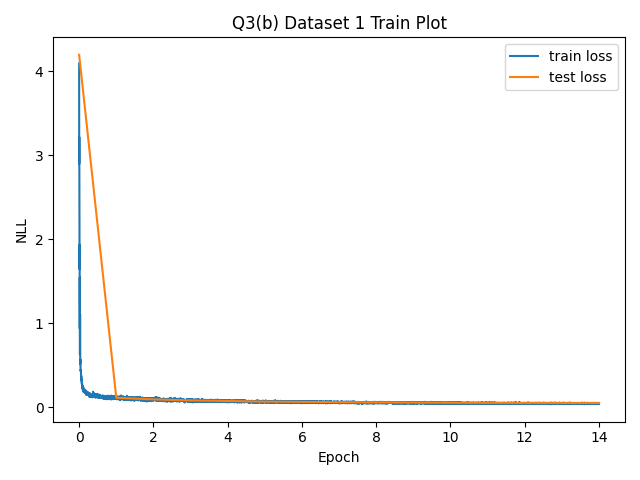 Q3(b) Dataset 1 Train Plot
train loss
test loss
NLL
4
3
2
1
0
0 2 4 6 8 10 12 14
Epoch